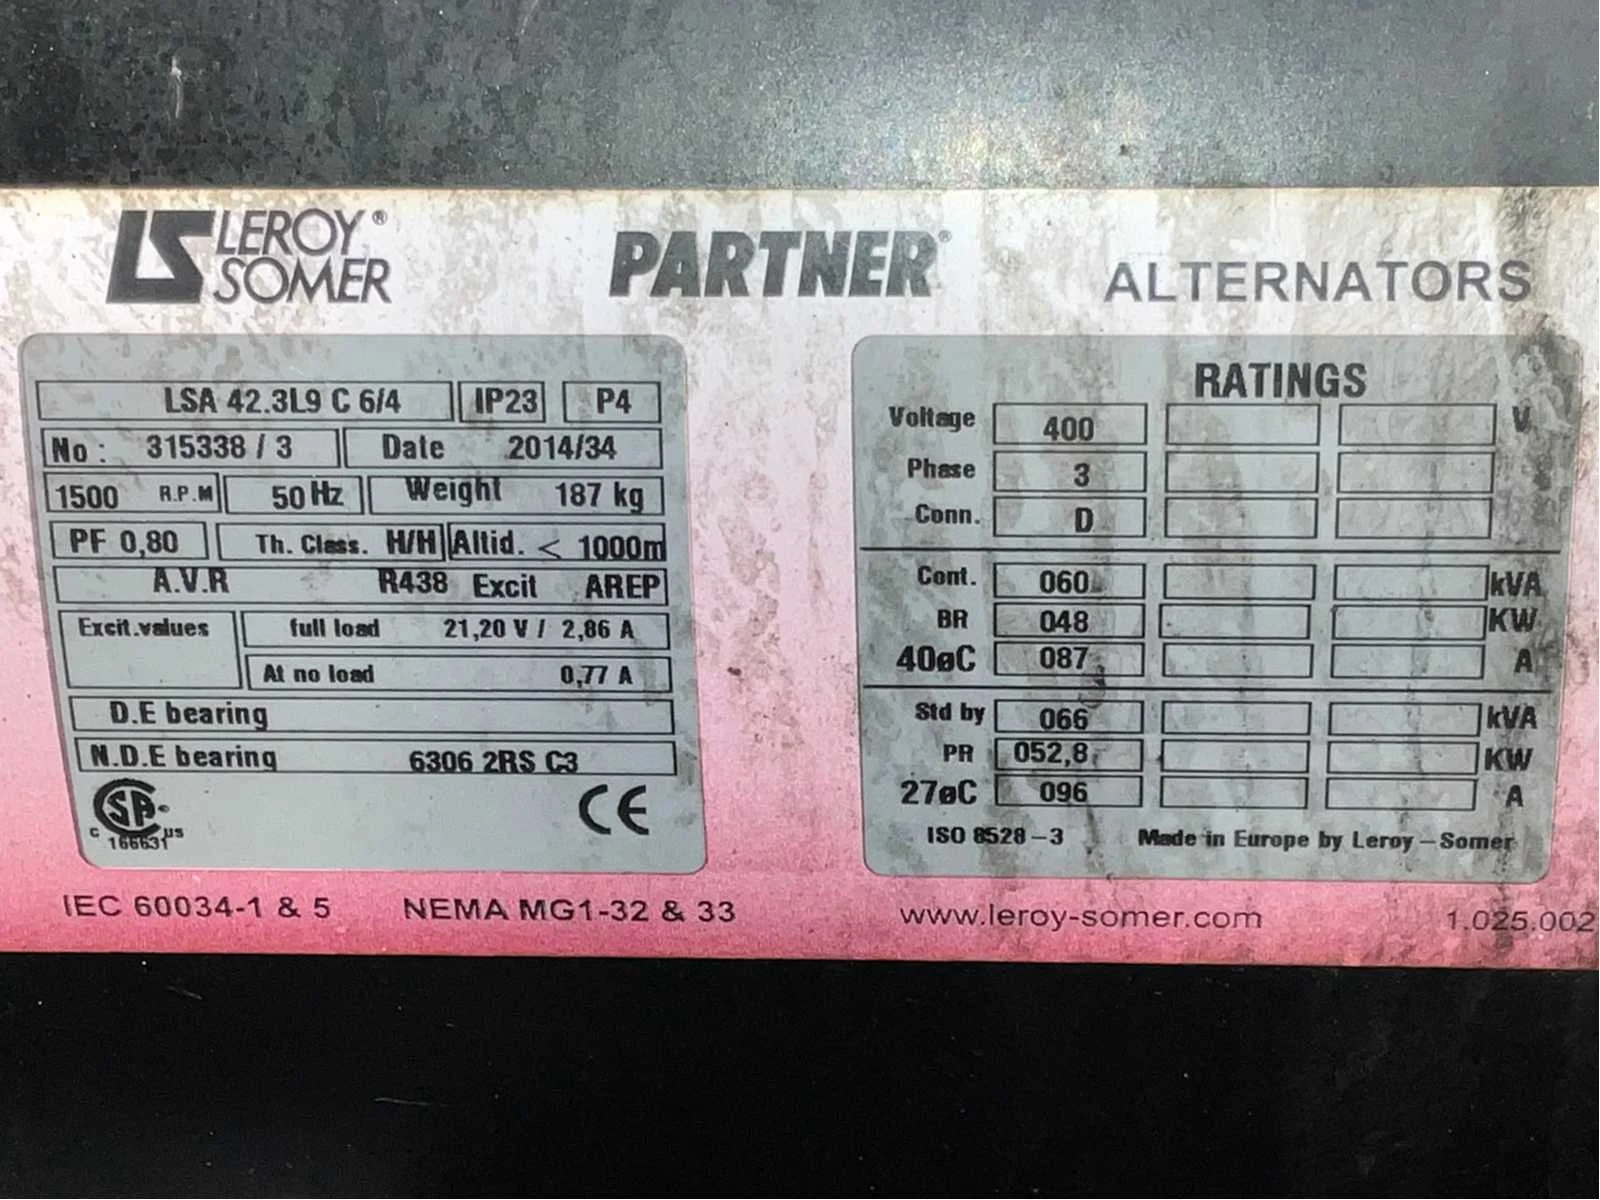 LS LEROY® SOMER
PARTNER®
ALTERNATORS
LSA 42.3L9 C 6/4 IP23 P4
No : 315338 / 3 Date 2014/34
1500 R.P.M 50 Hz Weight 187 kg
PF 0,80 Th. Class. H/H Altid. < 1000m
A.V.R R438 Excit AREP
Excit.values full load 21,20 V / 2,86 A
At no load 0,77 A
D.E bearing
N.D.E bearing 6306 2RS C3
SA® C US CE
166631
RATINGS
Voltage 400 V
Phase 3
Conn. D
Cont. 060 kVA
BR 048 KW
40øC 087 A
Std by 066 kVA
PR 052,8 KW
27øC 096 A
ISO 8528-3 Made in Europe by Leroy-Somer
IEC 60034-1 & 5 NEMA MG1-32 & 33
www.leroy-somer.com 1.025.002